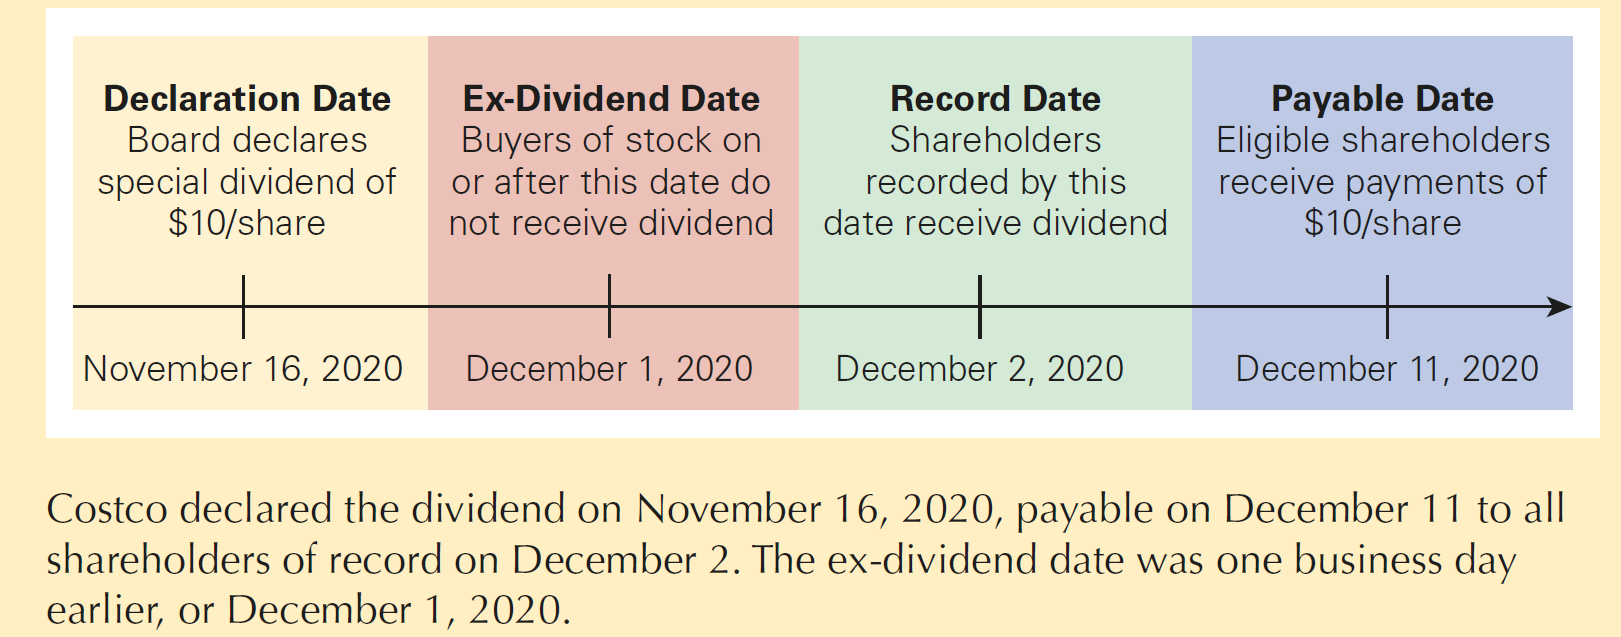 Declaration Date
Board declares
special dividend of
$10/share
November 16, 2020
Ex-Dividend Date
Buyers of stock on
or after this date do
not receive dividend
December 1, 2020
Record Date
Shareholders
recorded by this
date receive dividend
December 2, 2020
Payable Date
Eligible shareholders
receive payments of
$10/share
December 11, 2020
Costco declared the dividend on November 16, 2020, payable on December 11 to all
shareholders of record on December 2. The ex-dividend date was one business day
earlier, or December 1, 2020.